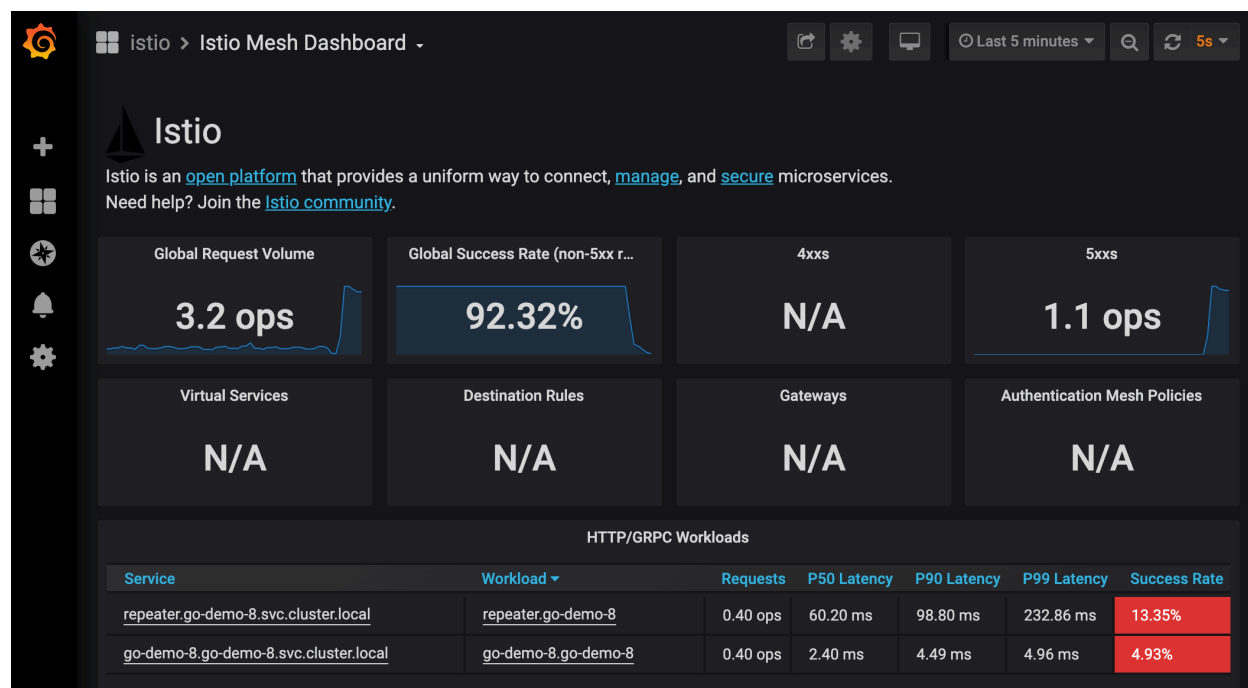 istio > Istio Mesh Dashboard
Last 5 minutes
5s
Istio
Istio is an open platform that provides a uniform way to connect, manage, and secure microservices.
Need help? Join the Istio community.
Global Request Volume
3.2 ops
Global Success Rate (non-5xx r...
92.32%
4xxs
N/A
5xxs
1.1 ops
Virtual Services
N/A
Destination Rules
N/A
Gateways
N/A
Authentication Mesh Policies
N/A
HTTP/GRPC Workloads
Service Workload Requests P50 Latency P90 Latency P99 Latency Success Rate
repeater.go-demo-8.svc.cluster.local repeater.go-demo-8 0.40 ops 60.20 ms 98.80 ms 232.86 ms 13.35%
go-demo-8.go-demo-8.svc.cluster.local go-demo-8.go-demo-8 0.40 ops 2.40 ms 4.49 ms 4.96 ms 4.93%